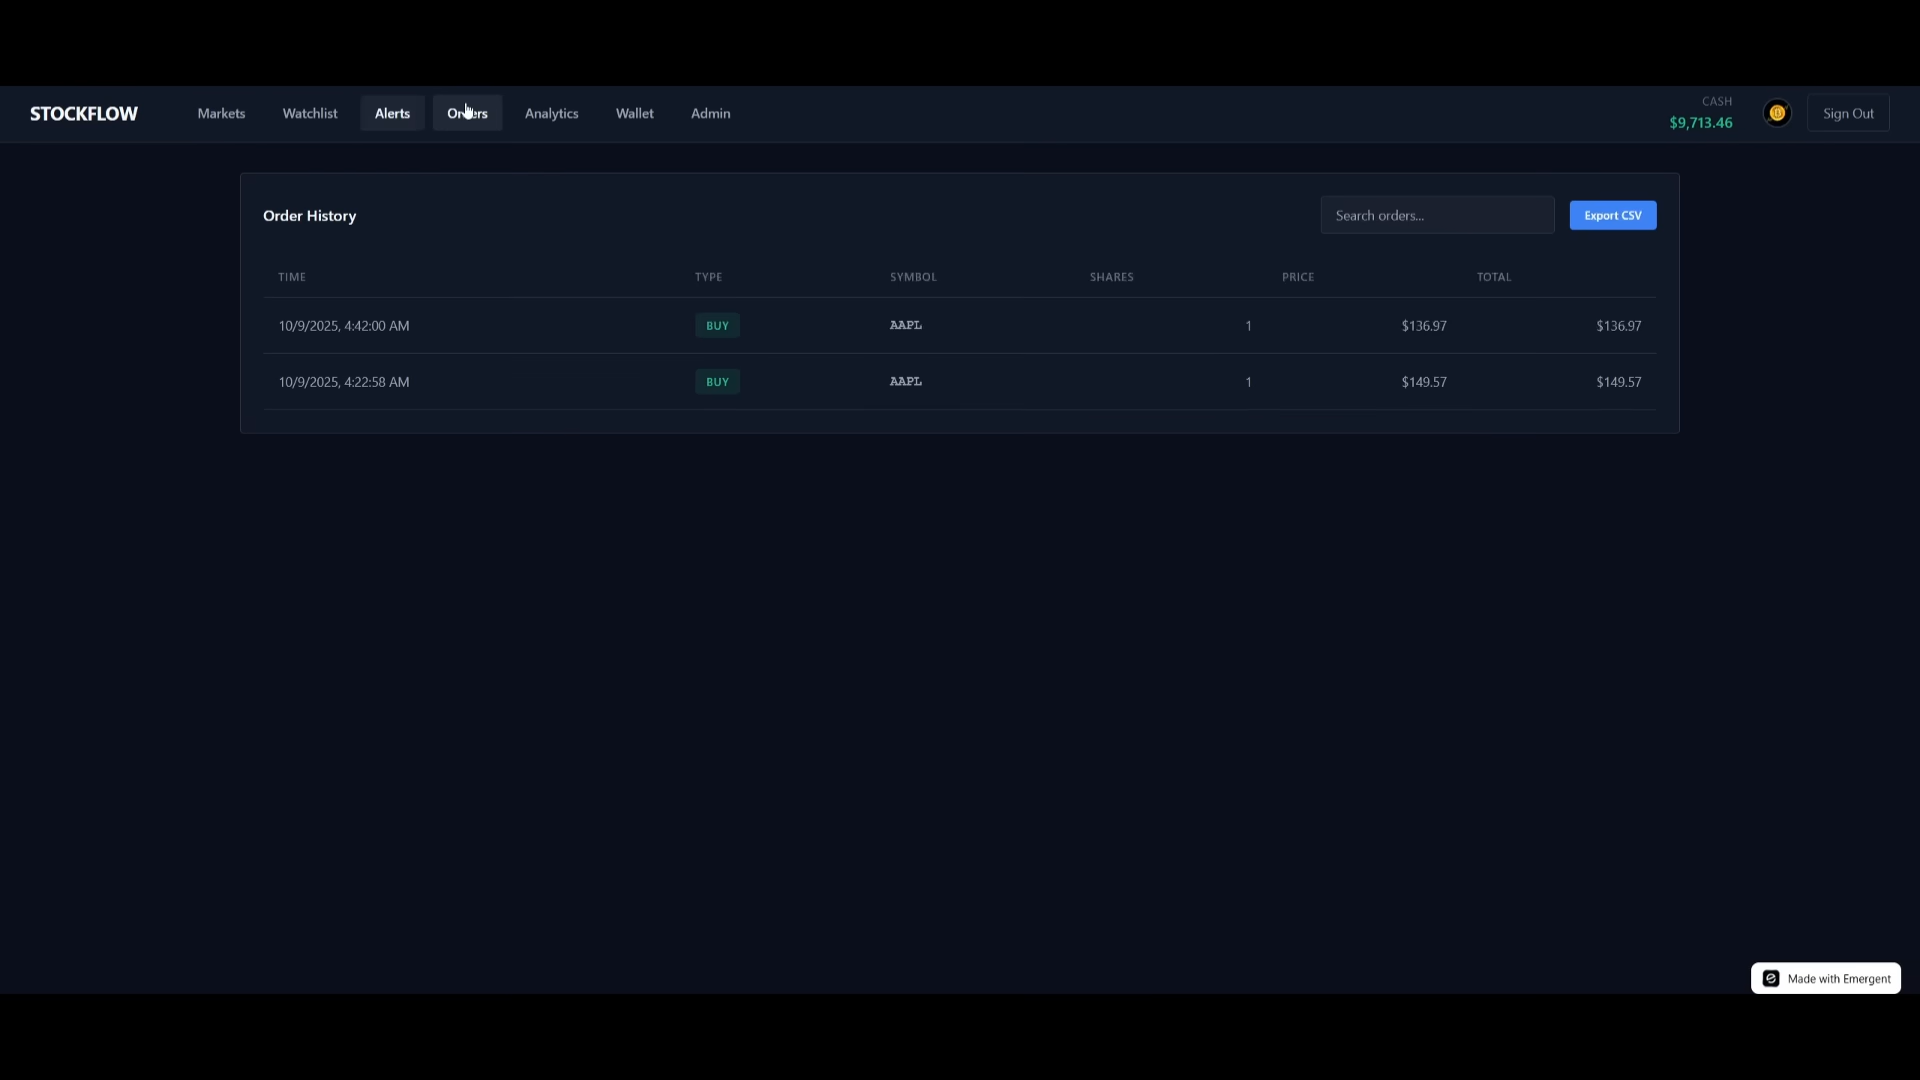 STOCKFLOW Markets Watchlist Alerts Orders Analytics Wallet Admin CASH $9,713.46 Sign Out
Order History Search orders... Export CSV
TIME TYPE SYMBOL SHARES PRICE TOTAL
10/9/2025, 4:42:00 AM BUY AAPL 1 $136.97 $136.97
10/9/2025, 4:22:58 AM BUY AAPL 1 $149.57 $149.57
Made with Emergent